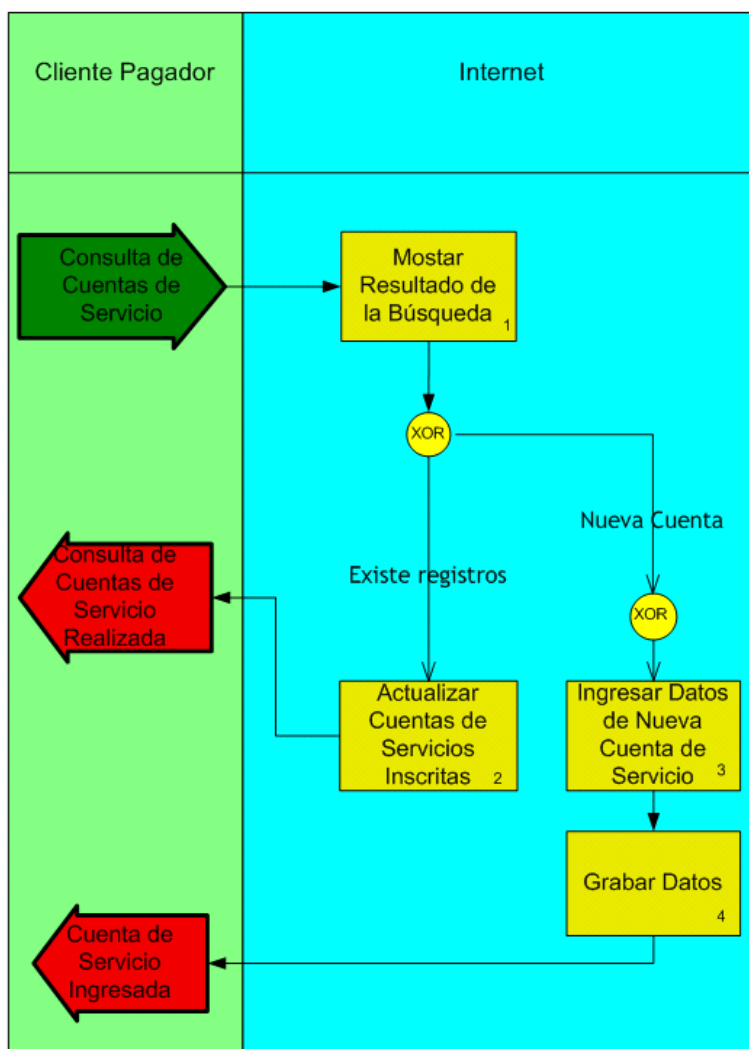 Cliente Pagador
Internet
Consulta de
Cuentas de
Servicio
Mostar
Resultado de
la Búsqueda
1
XOR
Nueva Cuenta
Existe registros
Consulta de
Cuentas de
Servicio
Realizada
XOR
Actualizar
Cuentas de
Servicios
Inscritas
2
Ingresar Datos
de Nueva
Cuenta de
Servicio
3
Grabar Datos
4
Cuenta de
Servicio
Ingresada